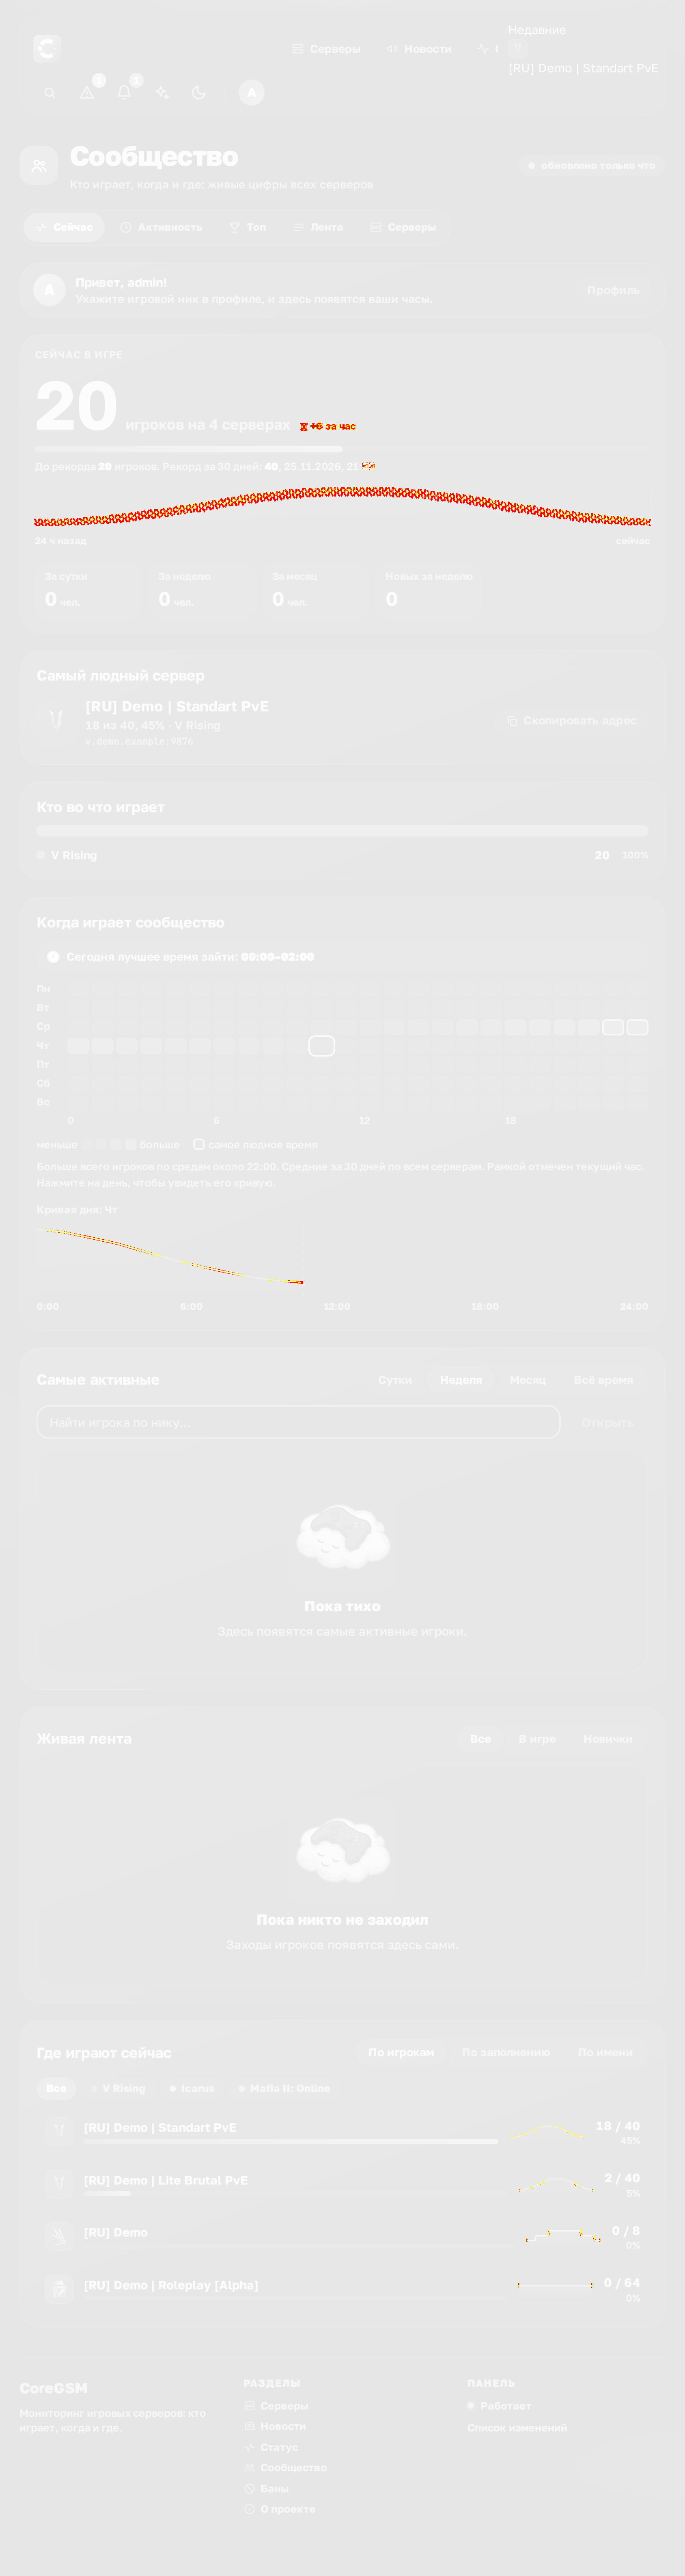 Серверы
Новости
Недавние
[RU] Demo | Standart PvE
A
Сообщество
Кто играет, когда и где: живые цифры всех серверов
обновлено только что
Сейчас
Активность
Топ
Лента
Серверы
A
Привет, admin!
Укажите игровой ник в профиле, и здесь появятся ваши часы.
Профиль
СЕЙЧАС В ИГРЕ
20 игроков на 4 серверах
+6 за час
До рекорда 20 игроков. Рекорд за 30 дней: 40, 25.11.2026,
24 ч назад
сейчас
За сутки
0 чел.
За неделю
0 чел.
За месяц
0 чел.
Новых за неделю
0
Самый людный сервер
[RU] Demo | Standart PvE
18 из 40, 45% · V Rising
v.demo.example:9876
Скопировать адрес
Кто во что играет
V Rising
20
100%
Когда играет сообщество
Сегодня лучшее время зайти: 00:00–02:00
Пн
Вт
Ср
Чт
Пт
Сб
Вс
0 6 12 18
меньше
больше
самое людное время
Больше всего игроков по средам около 22:00. Средние за 30 дней по всем серверам. Рамкой отмечен текущий час.
Нажмите на день, чтобы увидеть его кривую.
Кривая дня: Чт
0:00 6:00 12:00 18:00 24:00
Самые активные
Сутки
Неделя
Месяц
Всё время
Найти игрока по нику...
Открыть
Пока тихо
Здесь появятся самые активные игроки.
Живая лента
Все
В игре
Новички
Пока никто не заходил
Заходы игроков появятся здесь сами.
Где играют сейчас
По игрокам
По заполнению
По имени
Все
V Rising
Icarus
Mafia II: Online
[RU] Demo | Standart PvE
18 / 40
45%
[RU] Demo | Lite Brutal PvE
2 / 40
5%
[RU] Demo
0 / 8
0%
[RU] Demo | Roleplay [Alpha]
0 / 64
0%
CoreGSM
Мониторинг игровых серверов: кто
играет, когда и где.
РАЗДЕЛЫ
Серверы
Новости
Статус
Сообщество
Баны
О проекте
ПАНЕЛЬ
Работает
Список изменений